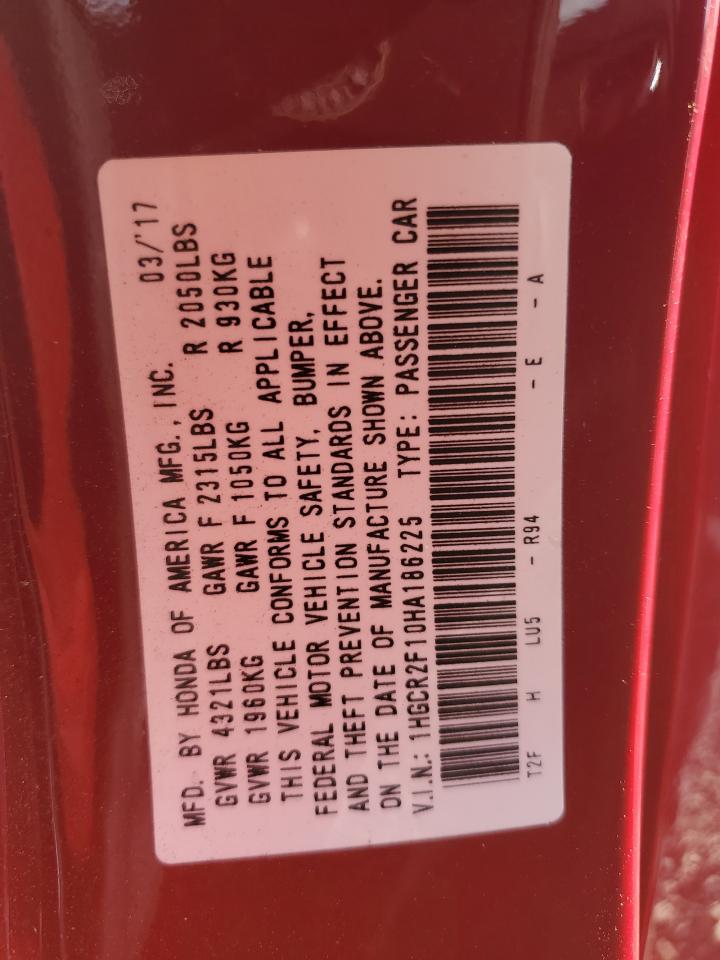 MFD. BY HONDA OF AMERICA MFG., INC. 03/'17
GVWR 4321LBS GAWR F 2315LBS R 2050LBS
GVWR 1960KG GAWR F 1050KG R 930KG
THIS VEHICLE CONFORMS TO ALL APPLICABLE
FEDERAL MOTOR VEHICLE SAFETY, BUMPER,
AND THEFT PREVENTION STANDARDS IN EFFECT
ON THE DATE OF MANUFACTURE SHOWN ABOVE.
V.I.N.: 1HGCR2F10HA186225 TYPE: PASSENGER CAR
T2F H LU5 - R94 - E - A